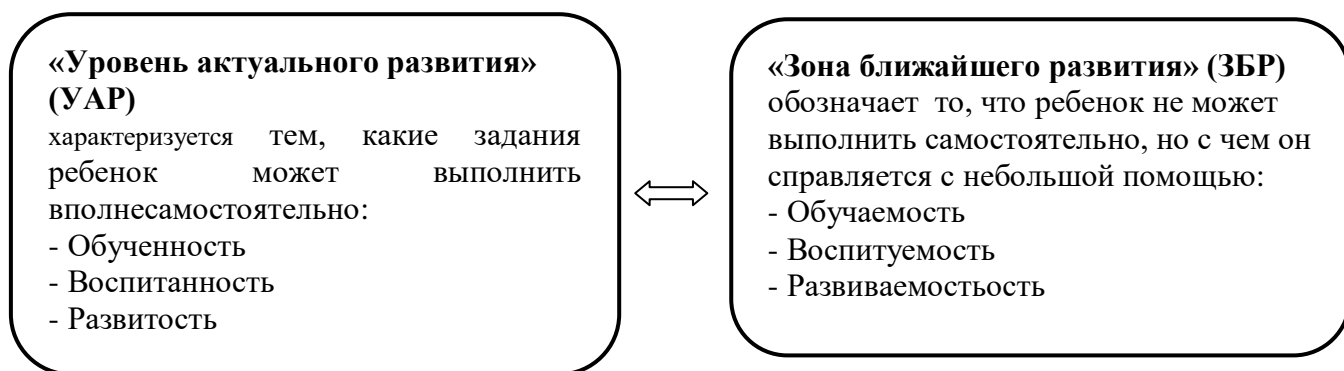 «Уровень актуального развития»
(УАР)
характеризуется тем, какие задания
ребенок может выполнить
вполнесамостоятельно:
- Обученность
- Воспитанность
- Развитость
«Зона ближайшего развития» (ЗБР)
обозначает то, что ребенок не может
выполнить самостоятельно, но с чем он
справляется с небольшой помощью:
- Обучаемость
- Воспитуемость
- Развиваемостьость